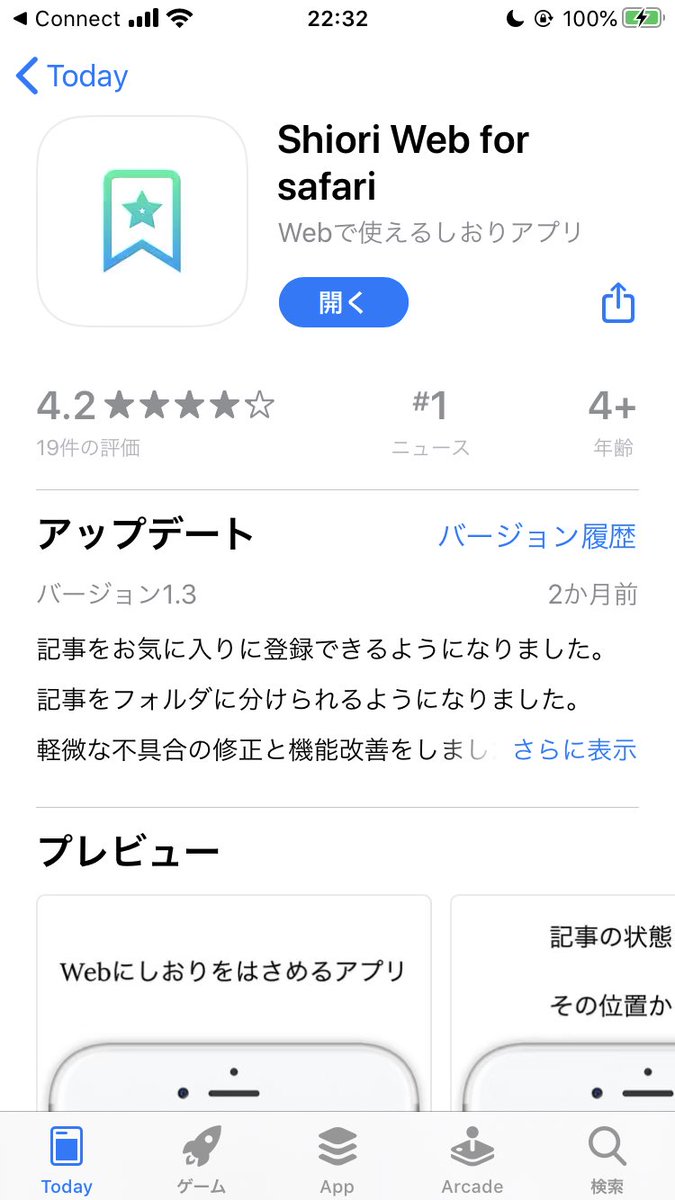 Connect 22:32 100%
Today
Shiori Web for
safari
Webで使えるしおりアプリ
開く
4.2 #1 4+
19件の評価 ニュース 年齢
アップデート バージョン履歴
バージョン1.3 2か月前
記事をお気に入りに登録できるようになりました。
記事をフォルダに分けられるようになりました。
軽微な不具合の修正と機能改善をしまし さらに表示
プレビュー
Webにしおりをはさめるアプリ
記事の状態
その位置か
Today ゲーム App Arcade 検索